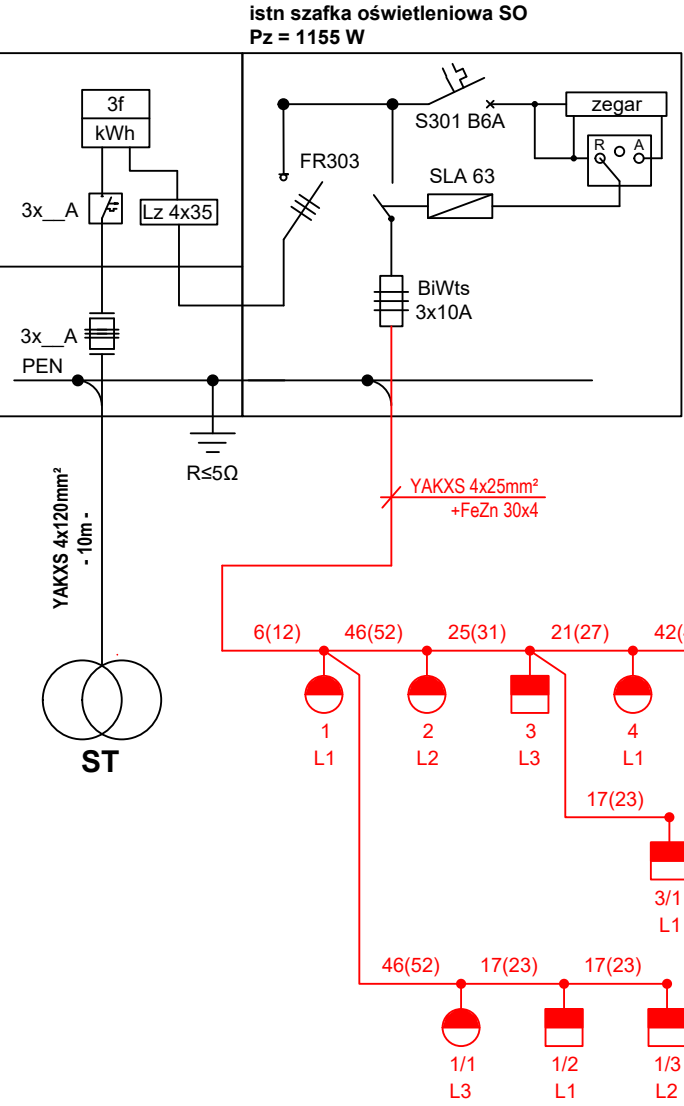 istn szafka oświetleniowa SO
Pz = 1155 W
3f
kWh
3x__A
Lz 4x35
3x__A
PEN
FR303
S301 B6A
zegar
R
A
SLA 63
BiWts
3x10A
R≤5Ω
YAKXS 4x120mm²
- 10m -
ST
YAKXS 4x25mm²
+FeZn 30x4
6(12) 46(52) 25(31) 21(27) 42(
1 2 3 4
L1 L2 L3 L1
17(23)
3/1
L1
46(52) 17(23) 17(23)
1/1 1/2 1/3
L3 L1 L2